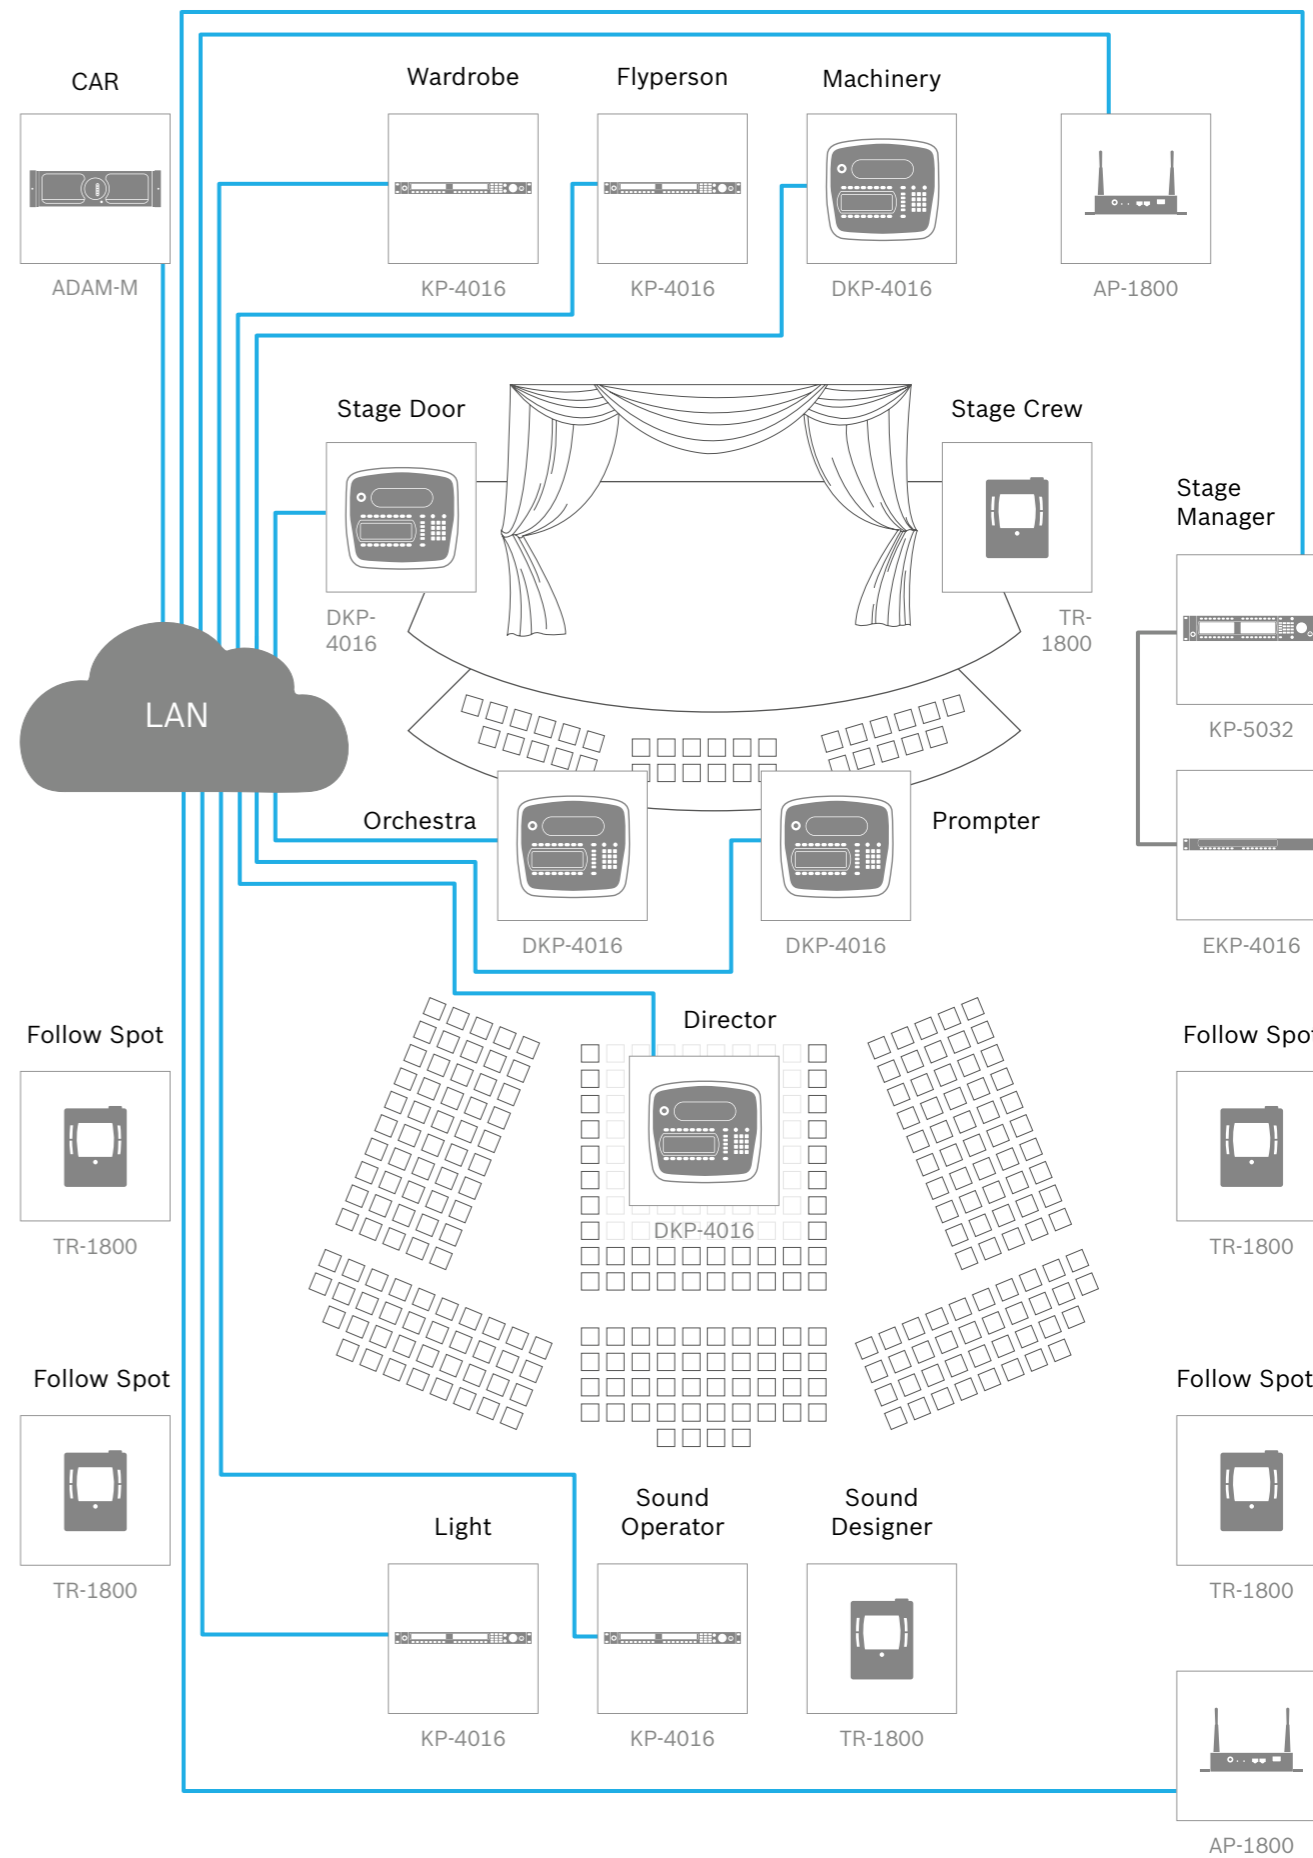 CAR
Wardrobe
Flyperson
Machinery
ADAM-M
KP-4016
KP-4016
DKP-4016
AP-1800
Stage Door
Stage Crew
DKP-
4016
TR-
1800
Stage
Manager
KP-5032
LAN
Orchestra
Prompter
DKP-4016
DKP-4016
EKP-4016
Follow Spot
Director
Follow Spot
TR-1800
DKP-4016
TR-1800
Follow Spot
Follow Spot
TR-1800
Light
Sound
Operator
Sound
Designer
TR-1800
KP-4016
KP-4016
TR-1800
AP-1800